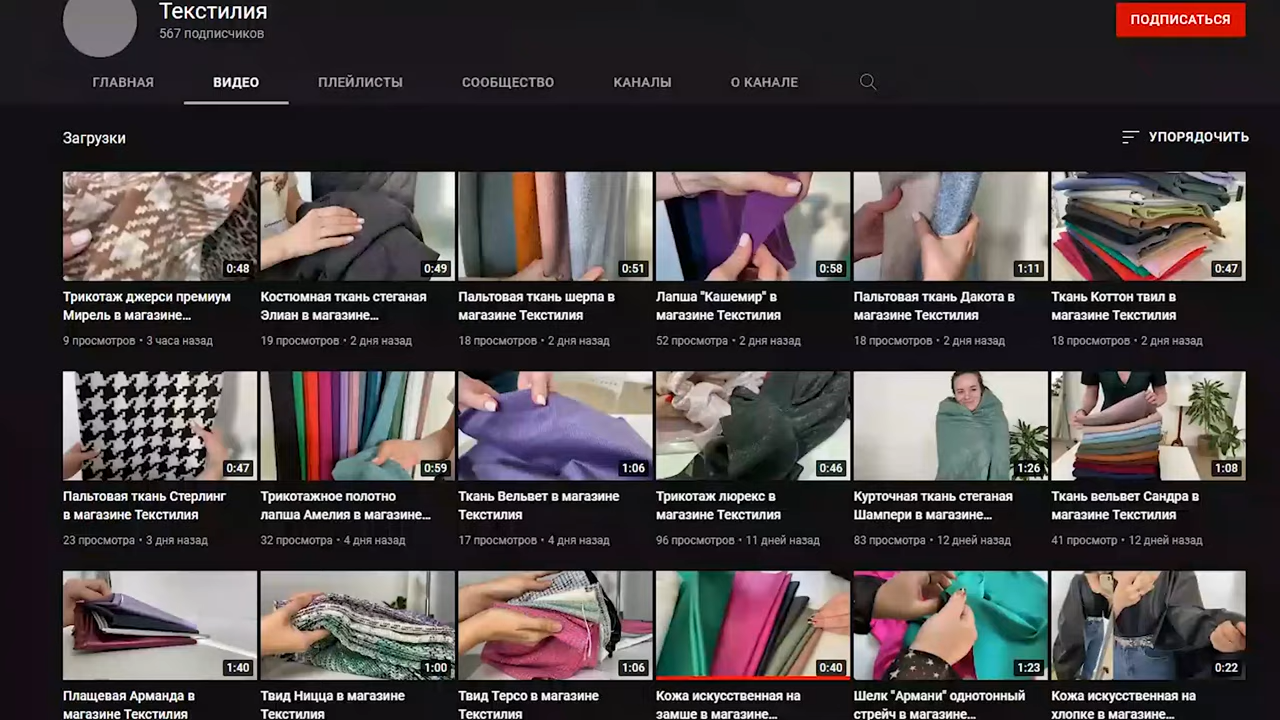 Текстилия
567 подписчиков
ПОДПИСАТЬСЯ
ГЛАВНАЯ ВИДЕО ПЛЕЙЛИСТЫ СООБЩЕСТВО КАНАЛЫ О КАНАЛЕ
Загрузки
УПОРЯДОЧИТЬ
0:48 0:49 0:51 0:58 1:11 0:47
Трикотаж джерси премиум
Мирель в магазине…
9 просмотров • 3 часа назад
Костюмная ткань стеганая
Элиан в магазине…
19 просмотров • 2 дня назад
Пальтовая ткань шерпа в
магазине Текстилия
18 просмотров • 2 дня назад
Лапша "Кашемир" в
магазине Текстилия
52 просмотра • 2 дня назад
Пальтовая ткань Дакота в
магазине Текстилия
18 просмотров • 2 дня назад
Ткань Коттон твил в
магазине Текстилия
18 просмотров • 2 дня назад
0:47 0:59 1:06 0:46 1:26 1:08
Пальтовая ткань Стерлинг
в магазине Текстилия
23 просмотра • 3 дня назад
Трикотажное полотно
лапша Амелия в магазине…
32 просмотра • 4 дня назад
Ткань Вельвет в магазине
Текстилия
17 просмотров • 4 дня назад
Трикотаж люрекс в
магазине Текстилия
96 просмотров • 11 дней назад
Курточная ткань стеганая
Шампери в магазине…
83 просмотра • 12 дней назад
Ткань вельвет Сандра в
магазине Текстилия
41 просмотр • 12 дней назад
1:40 1:00 1:06 0:40 1:23 0:22
Плащевая Арманда в
магазине Текстилия
Твид Ницца в магазине
Текстилия
Твид Терсо в магазине
Текстилия
Кожа искусственная на
замше в магазине…
Шелк "Армани" однотонный
стрейч в магазине…
Кожа искусственная на
хлопке в магазине…